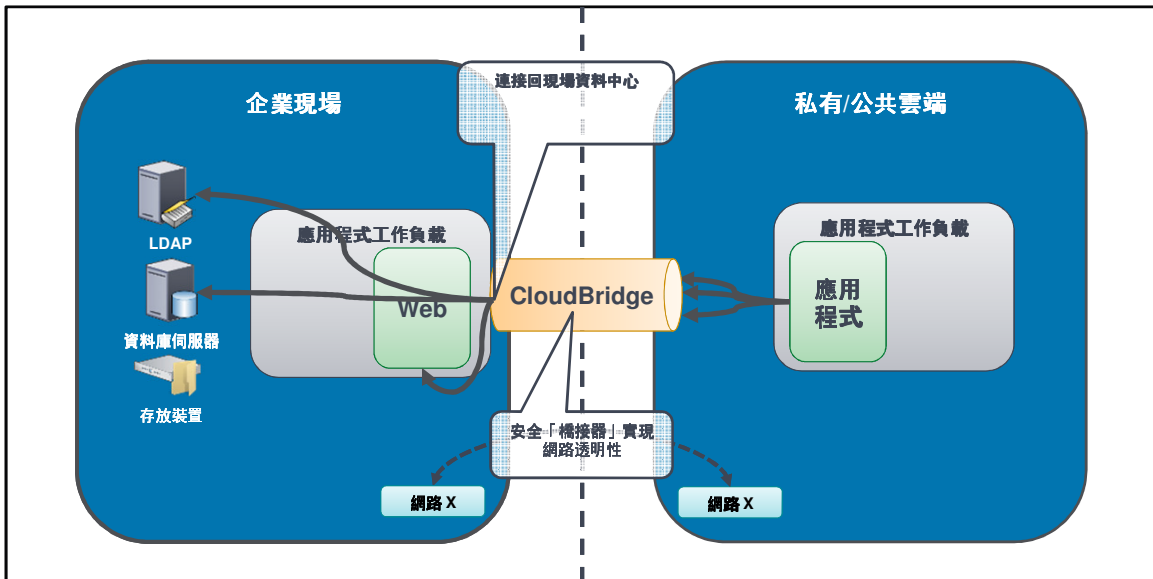 連接回現場資料中心
企業現場
私有/公共雲端
LDAP
應用程式工作負載
Web
資料庫伺服器
存放裝置
CloudBridge
應用程式工作負載
應用
程式
安全「橋接器」實現
網路透明性
網路 X
網路 X